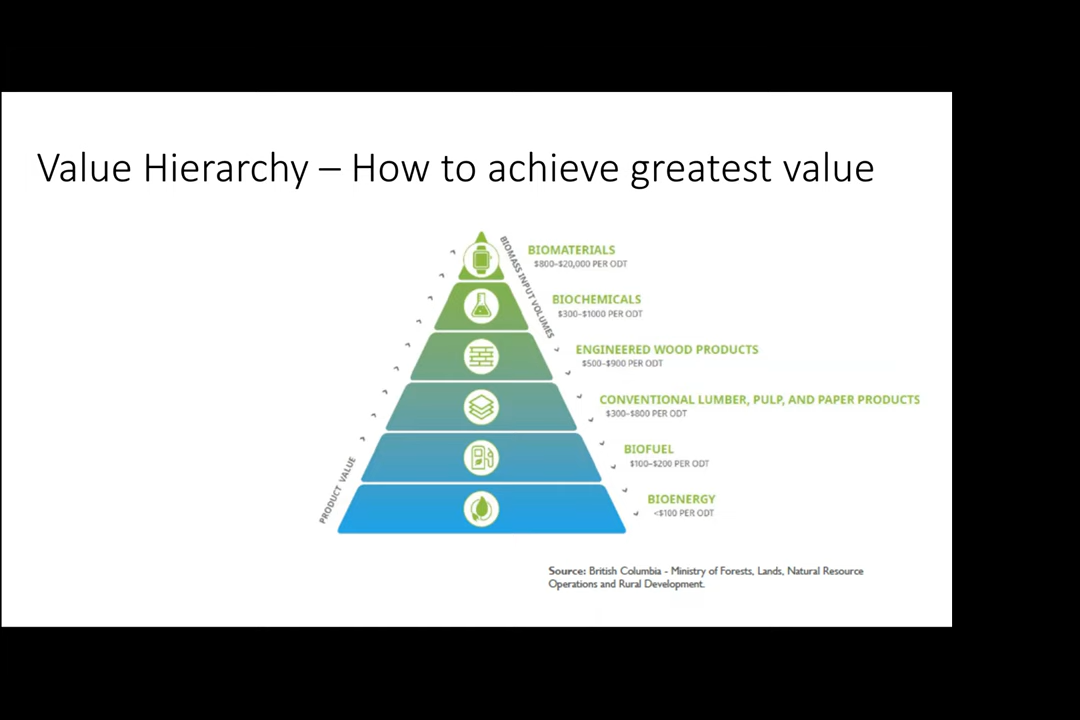 Value Hierarchy – How to achieve greatest value
BIOMASS INPUT VOLUMES
BIOMATERIALS
$800–$20,000 PER ODT
BIOCHEMICALS
$300–$1000 PER ODT
ENGINEERED WOOD PRODUCTS
$500–$900 PER ODT
CONVENTIONAL LUMBER, PULP, AND PAPER PRODUCTS
$300–$800 PER ODT
BIOFUEL
$100–$200 PER ODT
PRODUCT VALUE
BIOENERGY
<$100 PER ODT
Source: British Columbia - Ministry of Forests, Lands, Natural Resource
Operations and Rural Development.